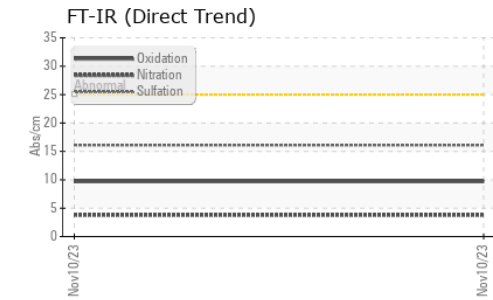 FT-IR (Direct Trend)
35
30
25
20
15
10
5
0
Abs/cm
Oxidation
Nitration
Sulfation
Abnormal
Nov10/23
Nov10/23